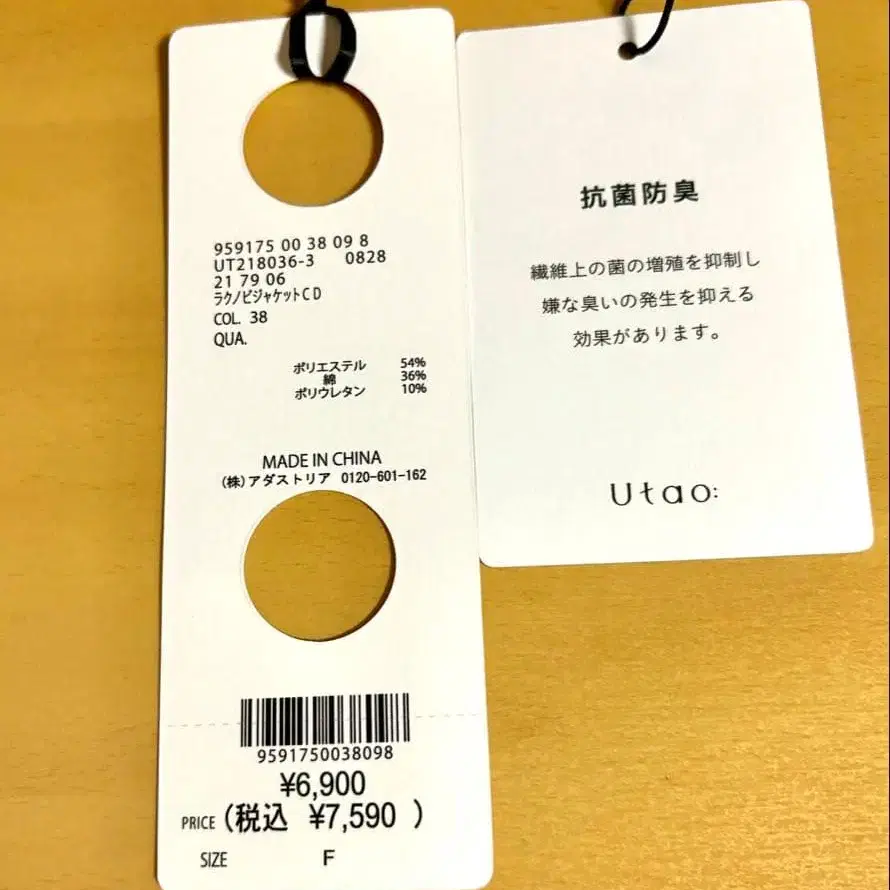 959175 00 38 09 8
UT218036-3 0828
21 79 06
ラクノビジャケットCD
COL. 38
QUA.
ポリエステル 54%
綿 36%
ポリウレタン 10%
MADE IN CHINA
(株)アダストリア 0120-601-162
9591750038098
¥6,900
PRICE (税込 ¥7,590 )
SIZE F
抗菌防臭
繊維上の菌の増殖を抑制し
嫌な臭いの発生を抑える
効果があります。
Utao: